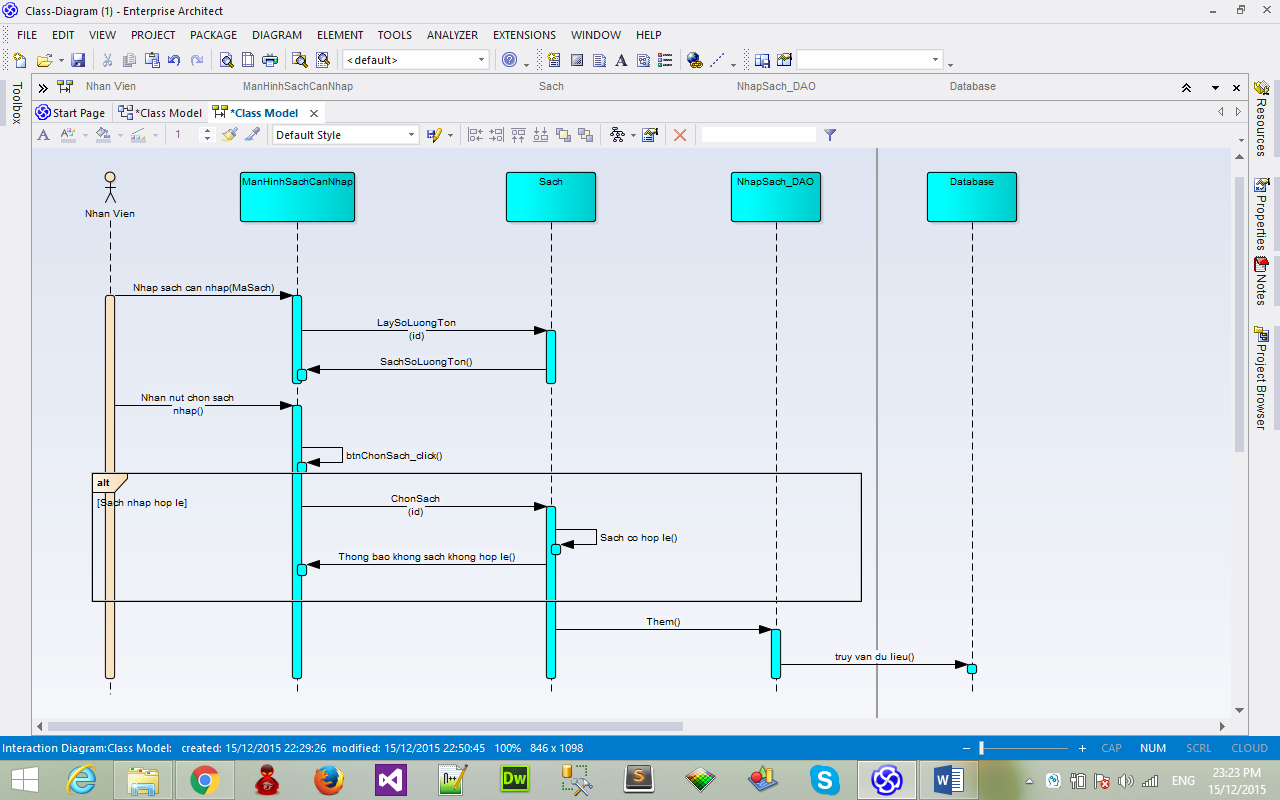 Class-Diagram (1) - Enterprise Architect
FILE EDIT VIEW PROJECT PACKAGE DIAGRAM ELEMENT TOOLS ANALYZER EXTENSIONS WINDOW HELP
<default>
Toolbox
Nhan Vien ManHinhSachCanNhap Sach NhapSach_DAO Database
Start Page *Class Model *Class Model
A 1 Default Style
ManHinhSachCanNhap Sach NhapSach_DAO Database
Nhan Vien
Nhap sach can nhap(MaSach)
LaySoLuongTon
(id)
SachSoLuongTon()
Nhan nut chon sach
nhap()
btnChonSach_click()
alt
[Sach nhap hop le]
ChonSach
(id)
Sach co hop le()
Thong bao khong sach khong hop le()
Them()
truy van du lieu()
Resources
Properties
Notes
Project Browser
Interaction Diagram:Class Model: created: 15/12/2015 22:29:26 modified: 15/12/2015 22:50:45 100% 846 x 1098
CAP NUM SCRL CLOUD
N++
Dw
S
S
W
ENG
23:23 PM
15/12/2015